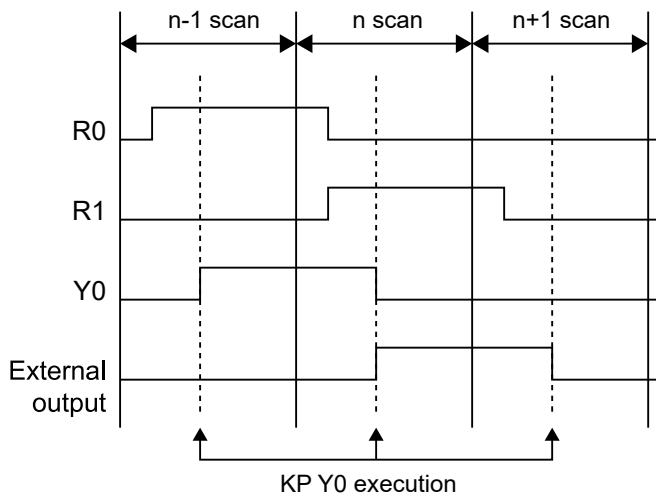 n-1 scan
n scan
n+1 scan
R0
R1
Y0
External
output
KP Y0 execution